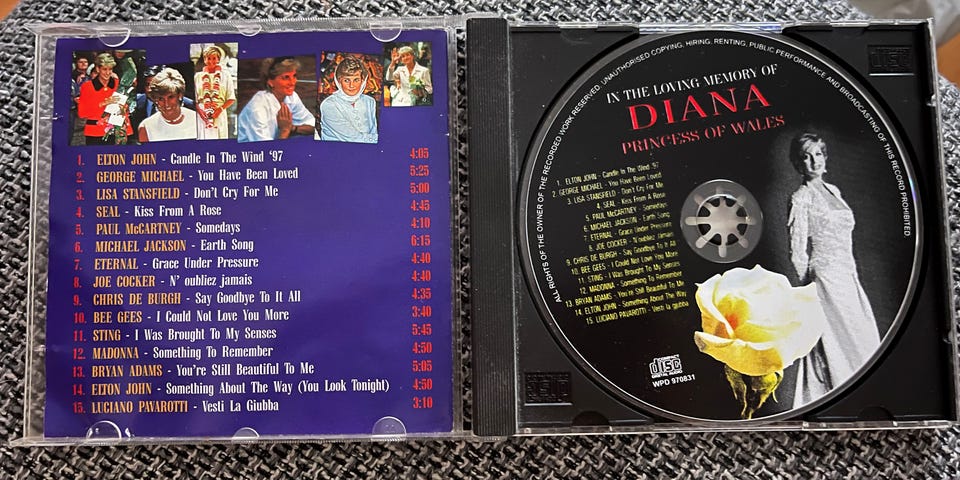 1. ELTON JOHN - Candle In The Wind '97 4:05
2. GEORGE MICHAEL - You Have Been Loved 5:25
3. LISA STANSFIELD - Don't Cry For Me 5:00
4. SEAL - Kiss From A Rose 4:45
5. PAUL McCARTNEY - Somedays 4:10
6. MICHAEL JACKSON - Earth Song 6:15
7. ETERNAL - Grace Under Pressure 4:40
8. JOE COCKER - N' oubliez jamais 4:40
9. CHRIS DE BURGH - Say Goodbye To It All 4:35
10. BEE GEES - I Could Not Love You More 3:40
11. STING - I Was Brought To My Senses 5:45
12. MADONNA - Something To Remember 4:50
13. BRYAN ADAMS - You're Still Beautiful To Me 5:05
14. ELTON JOHN - Something About The Way (You Look Tonight) 4:50
15. LUCIANO PAVAROTTI - Vesti La Giubba 3:10
ALL RIGHTS OF THE OWNER OF THE RECORDED WORK RESERVED. UNAUTHORISED COPYING, HIRING, RENTING, PUBLIC PERFORMANCE AND BROADCASTING OF THIS RECORD PROHIBITED.
IN THE LOVING MEMORY OF
DIANA
PRINCESS OF WALES
1. ELTON JOHN - Candle In The Wind '97
2. GEORGE MICHAEL - You Have Been Loved
3. LISA STANSFIELD - Don't Cry For Me
4. SEAL - Kiss From A Rose
5. PAUL McCARTNEY - Somedays
6. MICHAEL JACKSON - Earth Song
7. ETERNAL - Grace Under Pressure
8. JOE COCKER - N'oubliez jamais
9. CHRIS DE BURGH - Say Goodbye To It All
10. BEE GEES - I Could Not Love You More
11. STING - I Was Brought To My Senses
12. MADONNA - Something To Remember
13. BRYAN ADAMS - You're Still Beautiful To Me
14. ELTON JOHN - Something About The Way
15. LUCIANO PAVAROTTI - Vesti la giubba
COMPACT
disc
DIGITAL AUDIO
WPD 970831